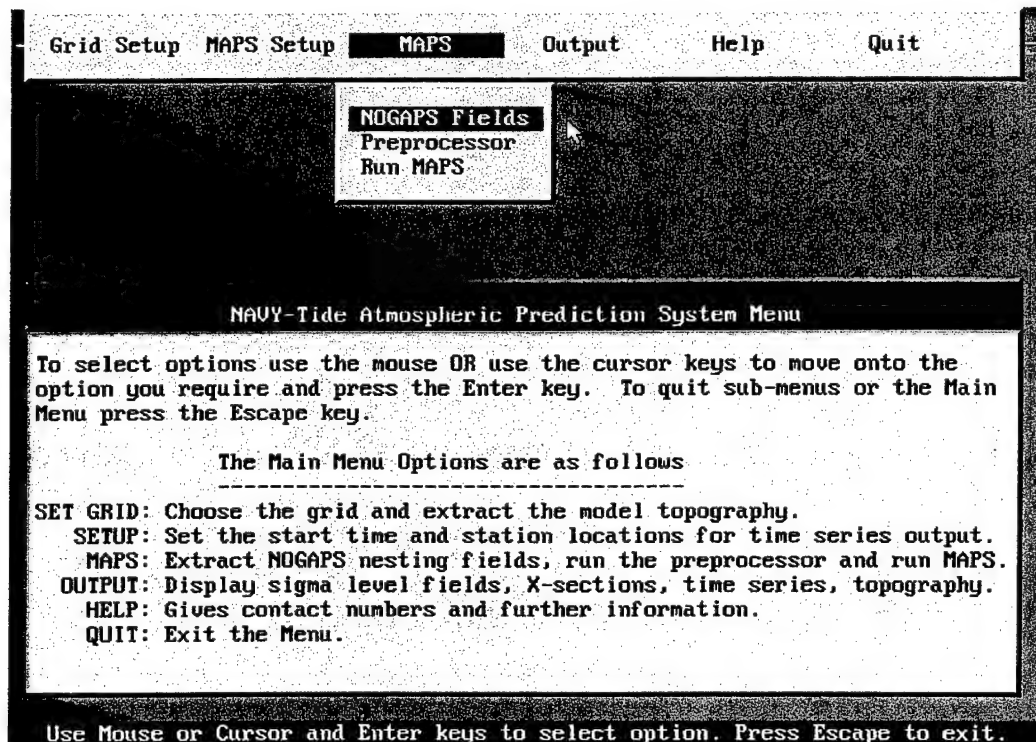 Grid Setup MAPS Setup MAPS Output Help Quit
NOGAPS Fields
Preprocessor
Run MAPS
NAVY-Tide Atmospheric Prediction System Menu
To select options use the mouse OR use the cursor keys to move onto the
option you require and press the Enter key. To quit sub-menus or the Main
Menu press the Escape key.
The Main Menu Options are as follows
-------------------------------------
SET GRID: Choose the grid and extract the model topography.
SETUP: Set the start time and station locations for time series output.
MAPS: Extract NOGAPS nesting fields, run the preprocessor and run MAPS.
OUTPUT: Display sigma level fields, X-sections, time series, topography.
HELP: Gives contact numbers and further information.
QUIT: Exit the Menu.
Use Mouse or Cursor and Enter keys to select option. Press Escape to exit.